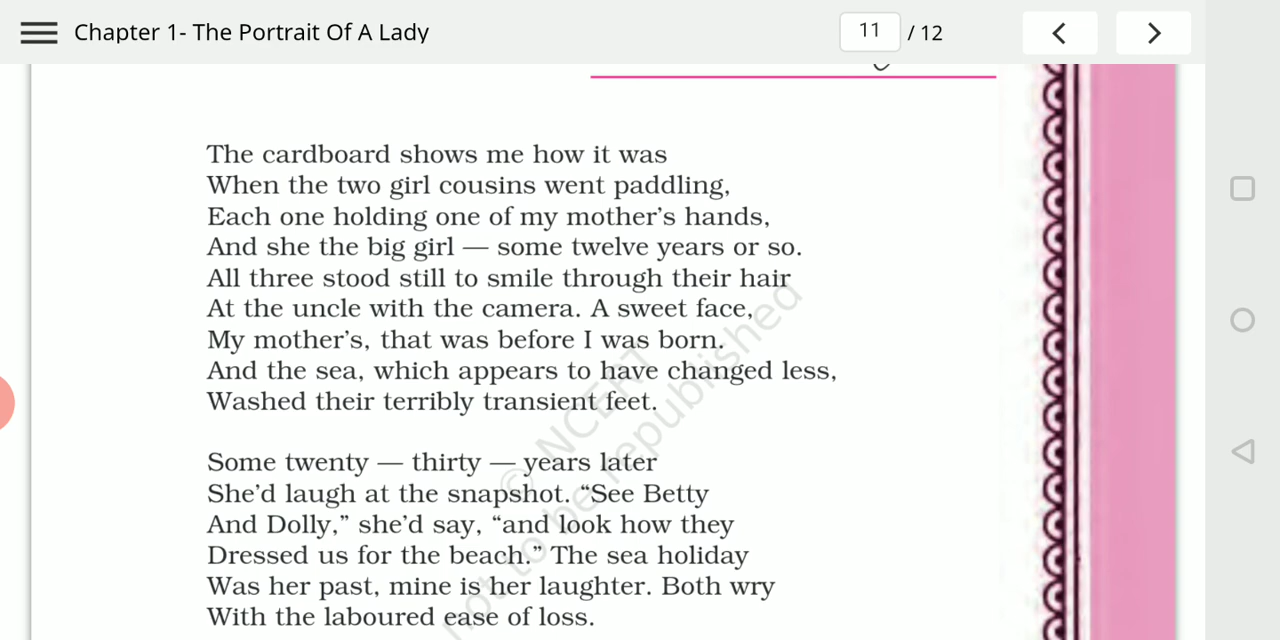 Chapter 1- The Portrait Of A Lady
11 / 12
The cardboard shows me how it was
When the two girl cousins went paddling,
Each one holding one of my mother's hands,
And she the big girl — some twelve years or so.
All three stood still to smile through their hair
At the uncle with the camera. A sweet face,
My mother's, that was before I was born.
And the sea, which appears to have changed less,
Washed their terribly transient feet.
Some twenty — thirty — years later
She'd laugh at the snapshot. “See Betty
And Dolly,” she'd say, “and look how they
Dressed us for the beach.” The sea holiday
Was her past, mine is her laughter. Both wry
With the laboured ease of loss.
© NCERT
not to be republished